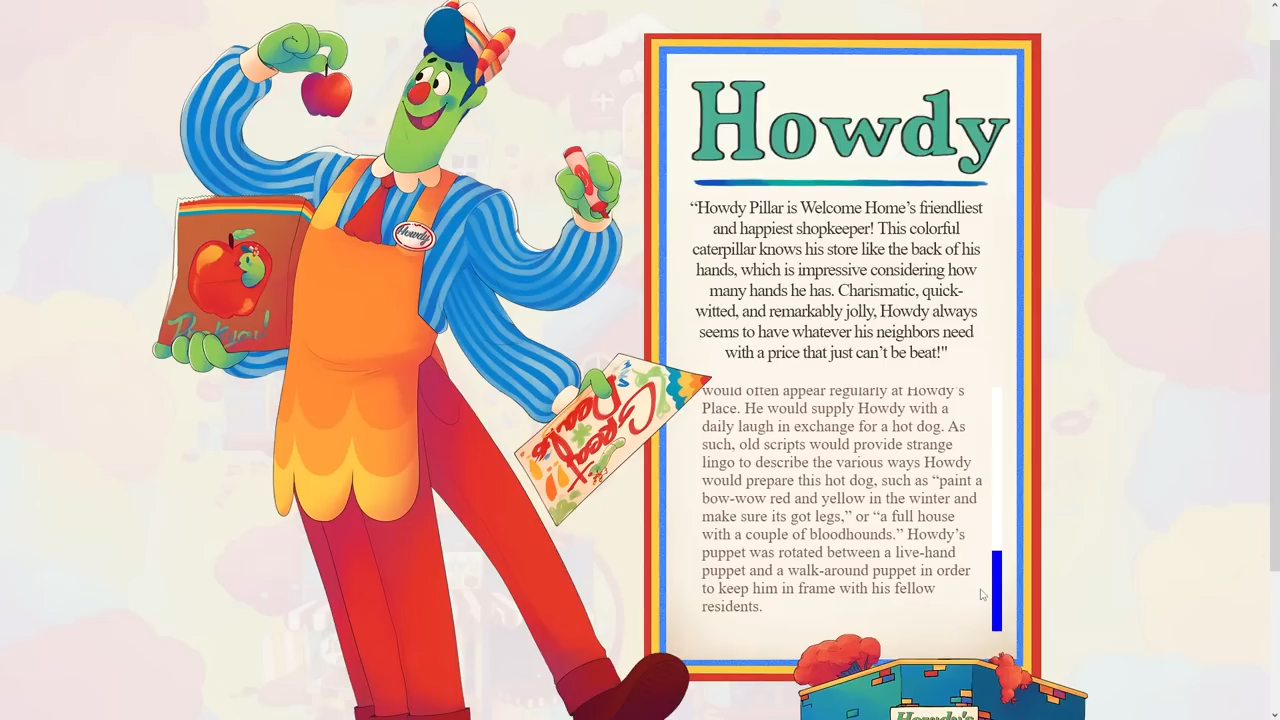 Howdy
“Howdy Pillar is Welcome Home’s friendliest
and happiest shopkeeper! This colorful
caterpillar knows his store like the back of his
hands, which is impressive considering how
many hands he has. Charismatic, quick-
witted, and remarkably jolly, Howdy always
seems to have whatever his neighbors need
with a price that just can’t be beat!"
would often appear regularly at Howdy’s
Place. He would supply Howdy with a
daily laugh in exchange for a hot dog. As
such, old scripts would provide strange
lingo to describe the various ways Howdy
would prepare this hot dog, such as “paint a
bow-wow red and yellow in the winter and
make sure its got legs,” or “a full house
with a couple of bloodhounds.” Howdy’s
puppet was rotated between a live-hand
puppet and a walk-around puppet in order
to keep him in frame with his fellow
residents.
Howdy
Thank you!
Great
Deals
!!
Howdy's